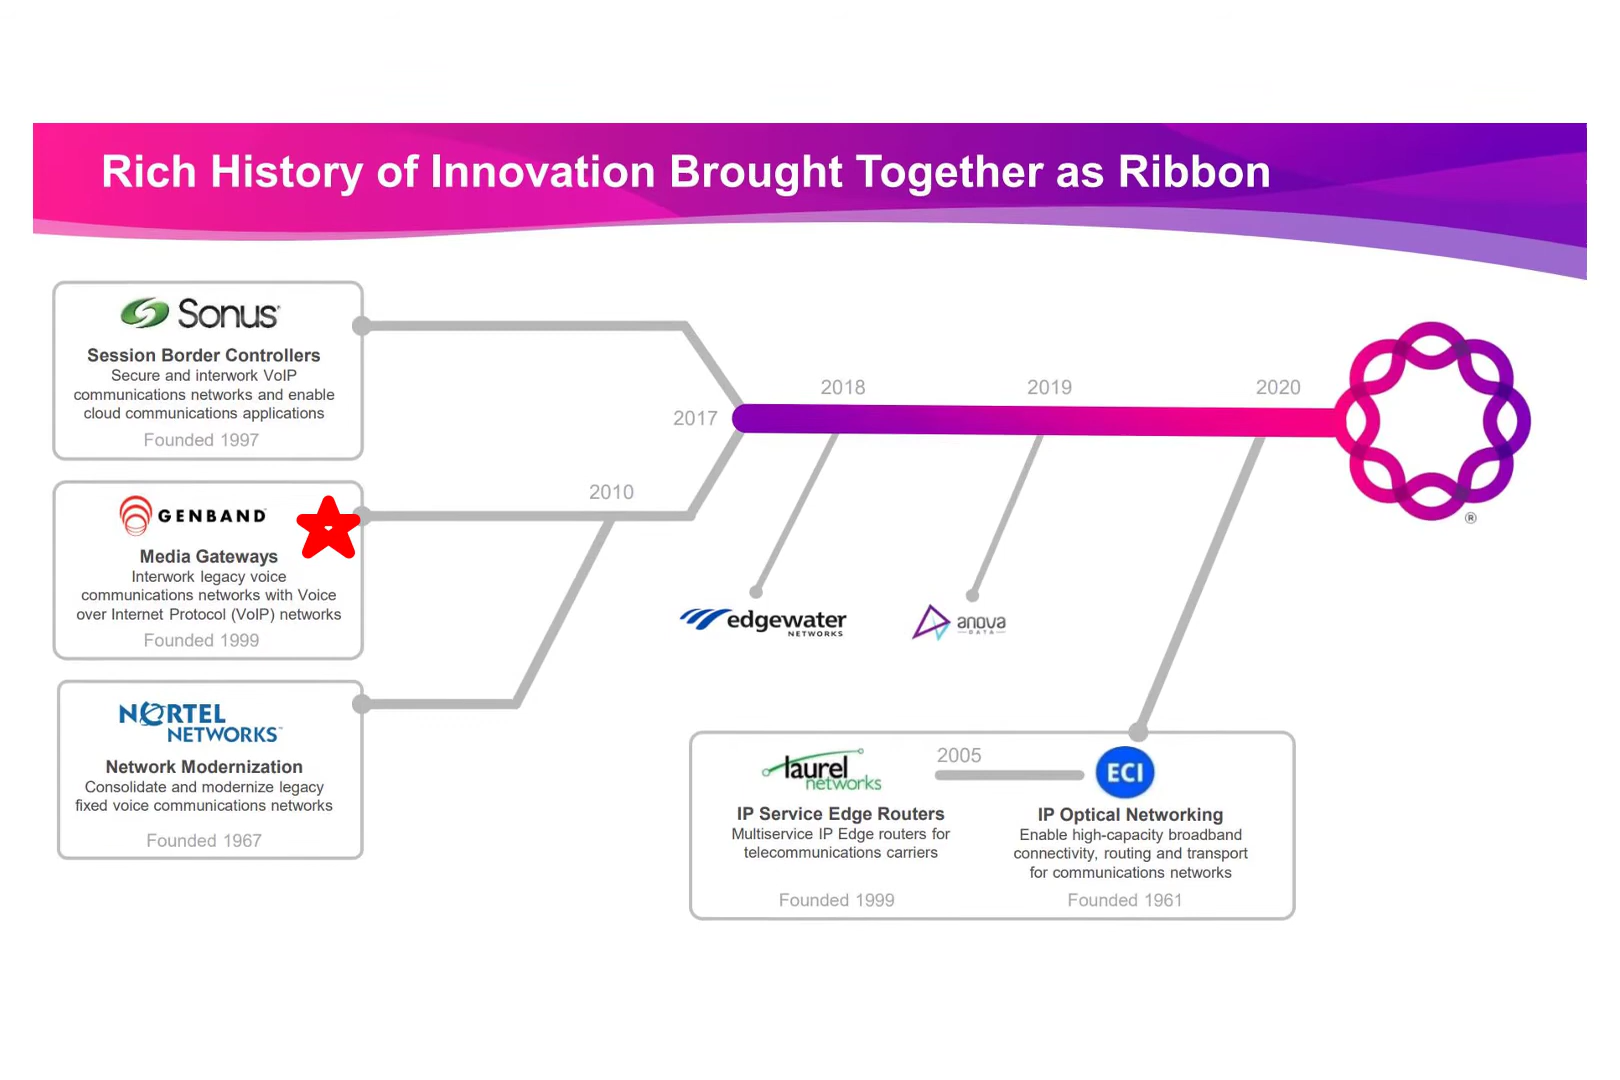 Rich History of Innovation Brought Together as Ribbon
Sonus
Session Border Controllers
Secure and interwork VoIP
communications networks and enable
cloud communications applications
Founded 1997
GENBAND
Media Gateways
Interwork legacy voice
communications networks with Voice
over Internet Protocol (VoIP) networks
Founded 1999
NORTEL
NETWORKS™
Network Modernization
Consolidate and modernize legacy
fixed voice communications networks
Founded 1967
2010
2017
2018
2019
2020
®
edgewater
NETWORKS
anova
DATA
laurel
networks
IP Service Edge Routers
Multiservice IP Edge routers for
telecommunications carriers
Founded 1999
2005
ECI
IP Optical Networking
Enable high-capacity broadband
connectivity, routing and transport
for communications networks
Founded 1961